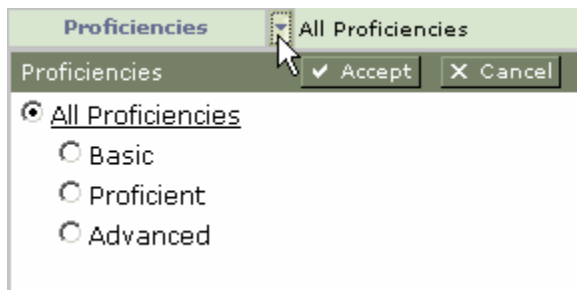 Proficiencies All Proficiencies
Proficiencies Accept Cancel
All Proficiencies
Basic
Proficient
Advanced